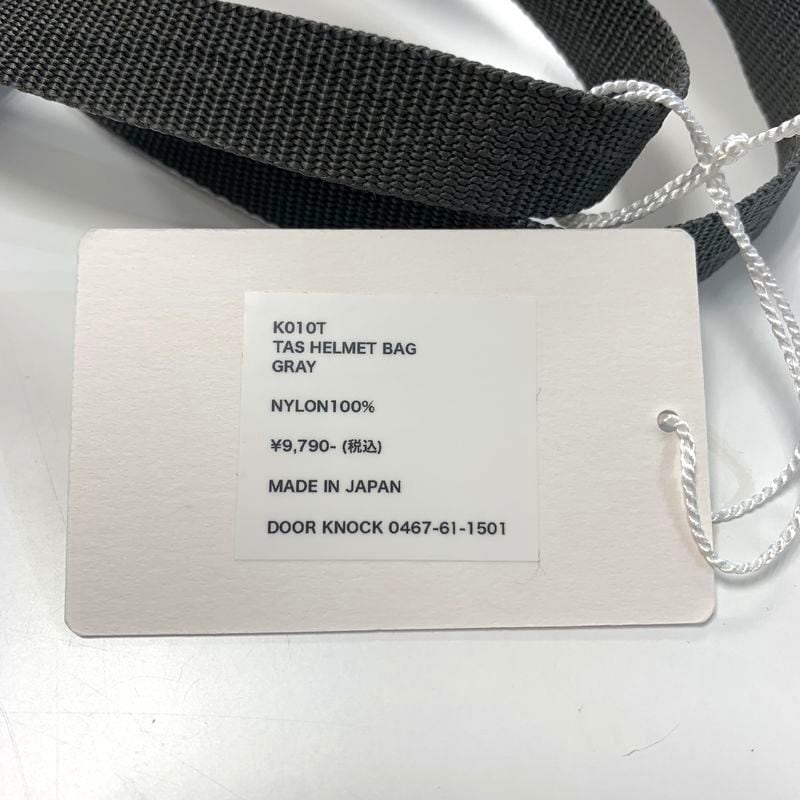 K010T
TAS HELMET BAG
GRAY
NYLON100%
¥9,790- (税込)
MADE IN JAPAN
DOOR KNOCK 0467-61-1501